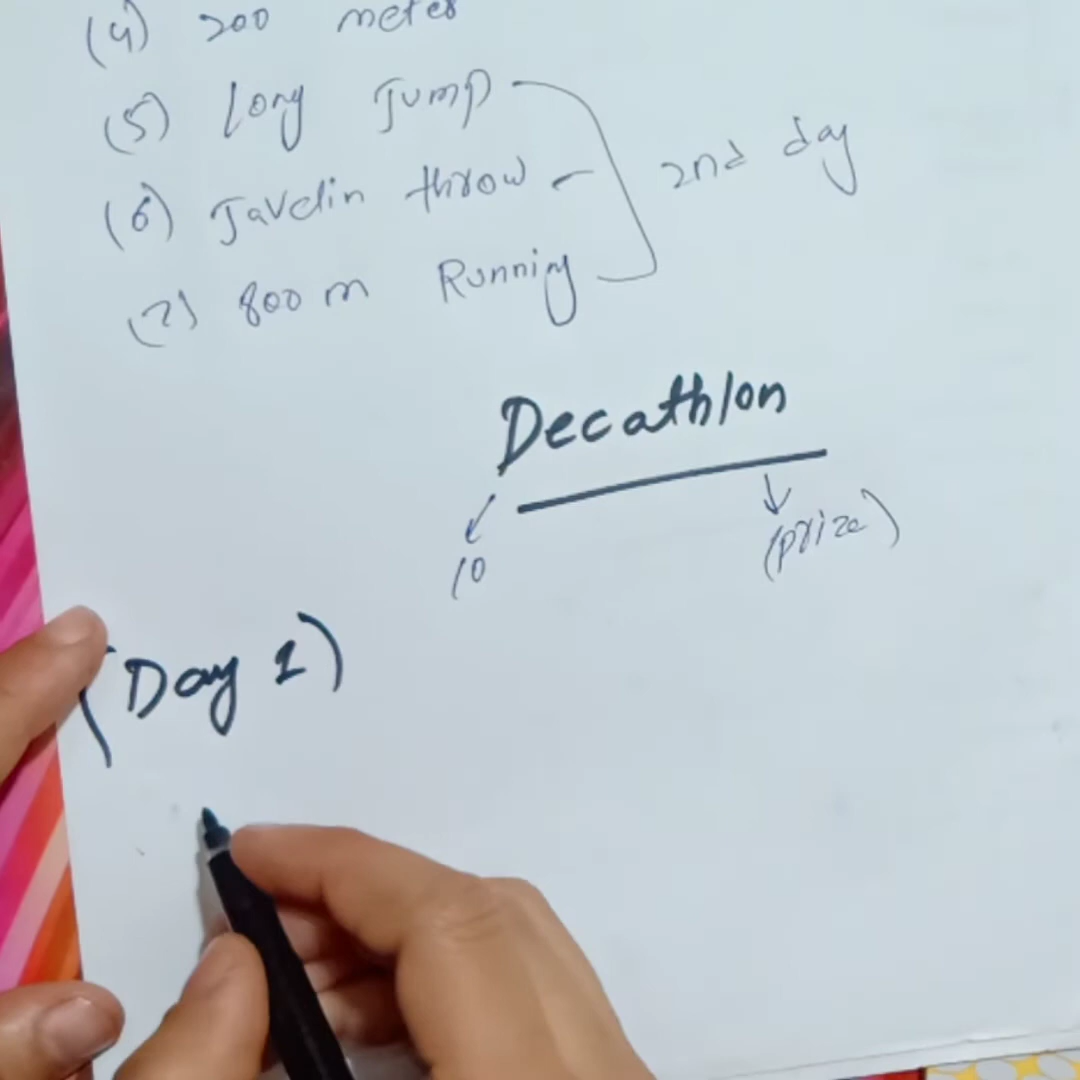 (4) 200 meter
(5) Long Jump
(6) Javelin throw
2nd day
(7) 800 m Running
Decathlon
10
(prize)
(Day 1)